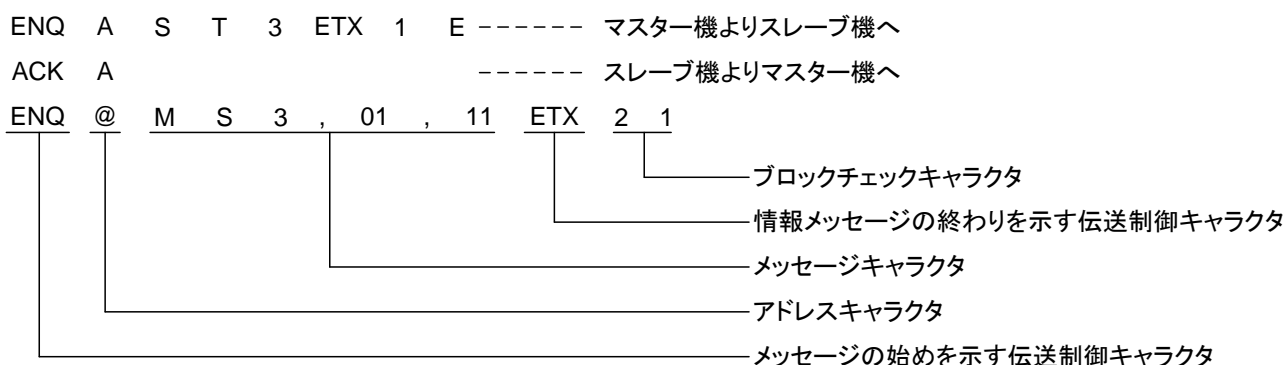 ENQ A S T 3 ETX 1 E ------ マスター機よりスレーブ機へ
ACK A ------ スレーブ機よりマスター機へ
ENQ @ M S 3 , 01 , 11 ETX 2 1
ブロックチェックキャラクタ
情報メッセージの終わりを示す伝送制御キャラクタ
メッセージキャラクタ
アドレスキャラクタ
メッセージの始めを示す伝送制御キャラクタ